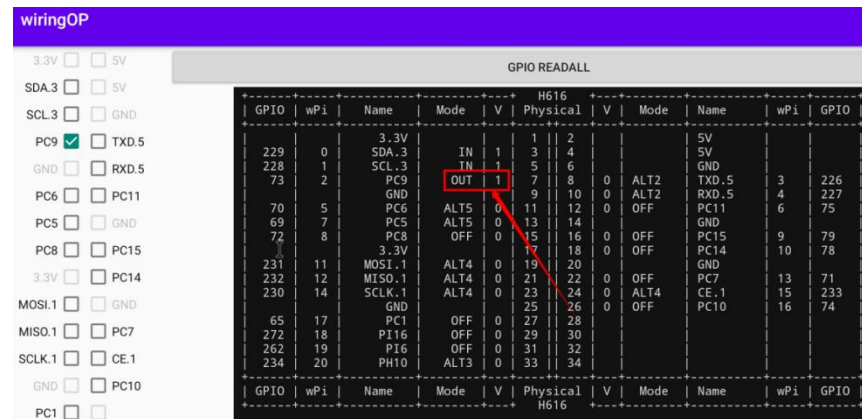 wiringOP
3.3V 5V
SDA.3 5V
SCL.3 GND
PC9 TXD.5
GND RXD.5
PC6 PC11
PC5 GND
PC8 PC15
3.3V PC14
MOSI.1 GND
MISO.1 PC7
SCLK.1 CE.1
GND PC10
PC1
GPIO READALL
+------+-----+----------+--------+---+ H616 +---+--------+----------+-----+------+
| GPIO | wPi | Name | Mode | V | Physical | V | Mode | Name | wPi | GPIO |
| | | 3.3V | | | 1 || 2 | | | 5V | | |
| 229 | 0 | SDA.3 | IN | 1 | 3 || 4 | | | 5V | | |
| 228 | 1 | SCL.3 | IN | 1 | 5 || 6 | | | GND | | |
| 73 | 2 | PC9 | OUT | 1 | 7 || 8 | 0 | ALT2 | TXD.5 | 3 | 226 |
| | | GND | | | 9 || 10 | 0 | ALT2 | RXD.5 | 4 | 227 |
| 70 | 5 | PC6 | ALT5 | 0 | 11 || 12 | 0 | OFF | PC11 | 6 | 75 |
| 69 | 7 | PC5 | ALT5 | 0 | 13 || 14 | | | GND | | |
| 72 | 8 | PC8 | OFF | 0 | 15 || 16 | 0 | OFF | PC15 | 9 | 79 |
| | | 3.3V | | | 17 || 18 | 0 | OFF | PC14 | 10 | 78 |
| 231 | 11 | MOSI.1 | ALT4 | 0 | 19 || 20 | | | GND | | |
| 232 | 12 | MISO.1 | ALT4 | 0 | 21 || 22 | 0 | OFF | PC7 | 13 | 71 |
| 230 | 14 | SCLK.1 | ALT4 | 0 | 23 || 24 | 0 | ALT4 | CE.1 | 15 | 233 |
| | | GND | | | 25 || 26 | 0 | OFF | PC10 | 16 | 74 |
| 65 | 17 | PC1 | OFF | 0 | 27 || 28 | | | | | |
| 272 | 18 | PI16 | OFF | 0 | 29 || 30 | | | | | |
| 262 | 19 | PI6 | OFF | 0 | 31 || 32 | | | | | |
| 234 | 20 | PH10 | ALT3 | 0 | 33 || 34 | | | | | |
| GPIO | wPi | Name | Mode | V | Physical | V | Mode | Name | wPi | GPIO |
+------+-----+----------+--------+---+ H616 +---+--------+----------+-----+------+